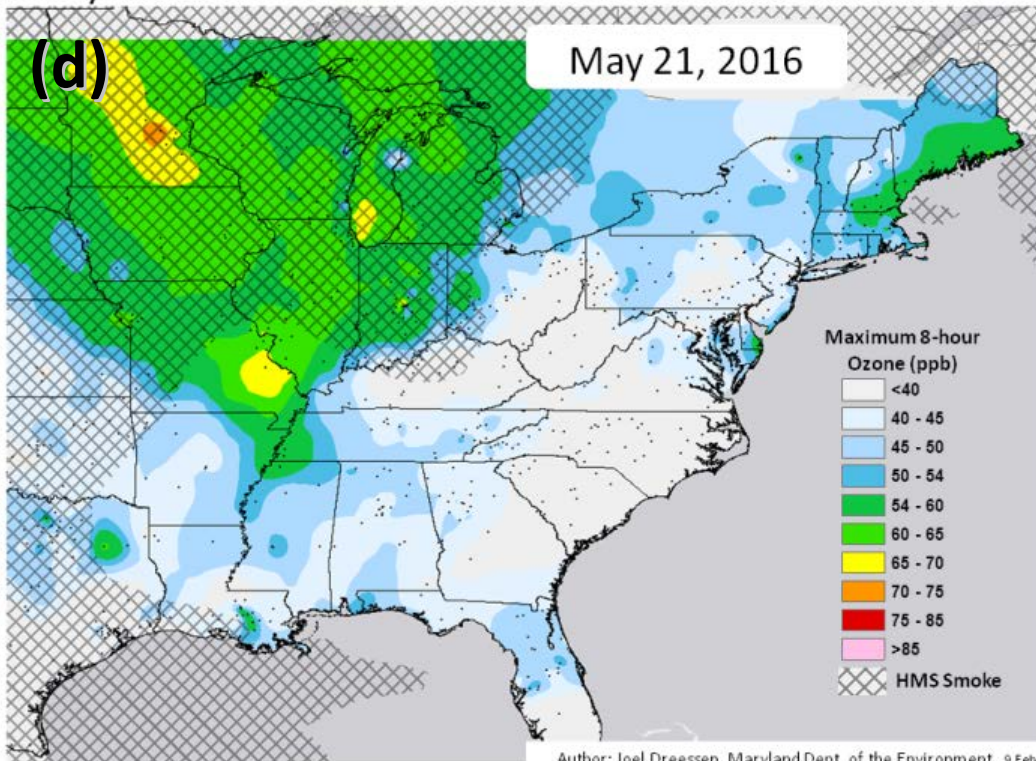 (d)
May 21, 2016
Maximum 8-hour
Ozone (ppb)
<40
40 - 45
45 - 50
50 - 54
54 - 60
60 - 65
65 - 70
70 - 75
75 - 85
>85
HMS Smoke
Author: Joel Dreessen, Maryland Dept. of the Environment,